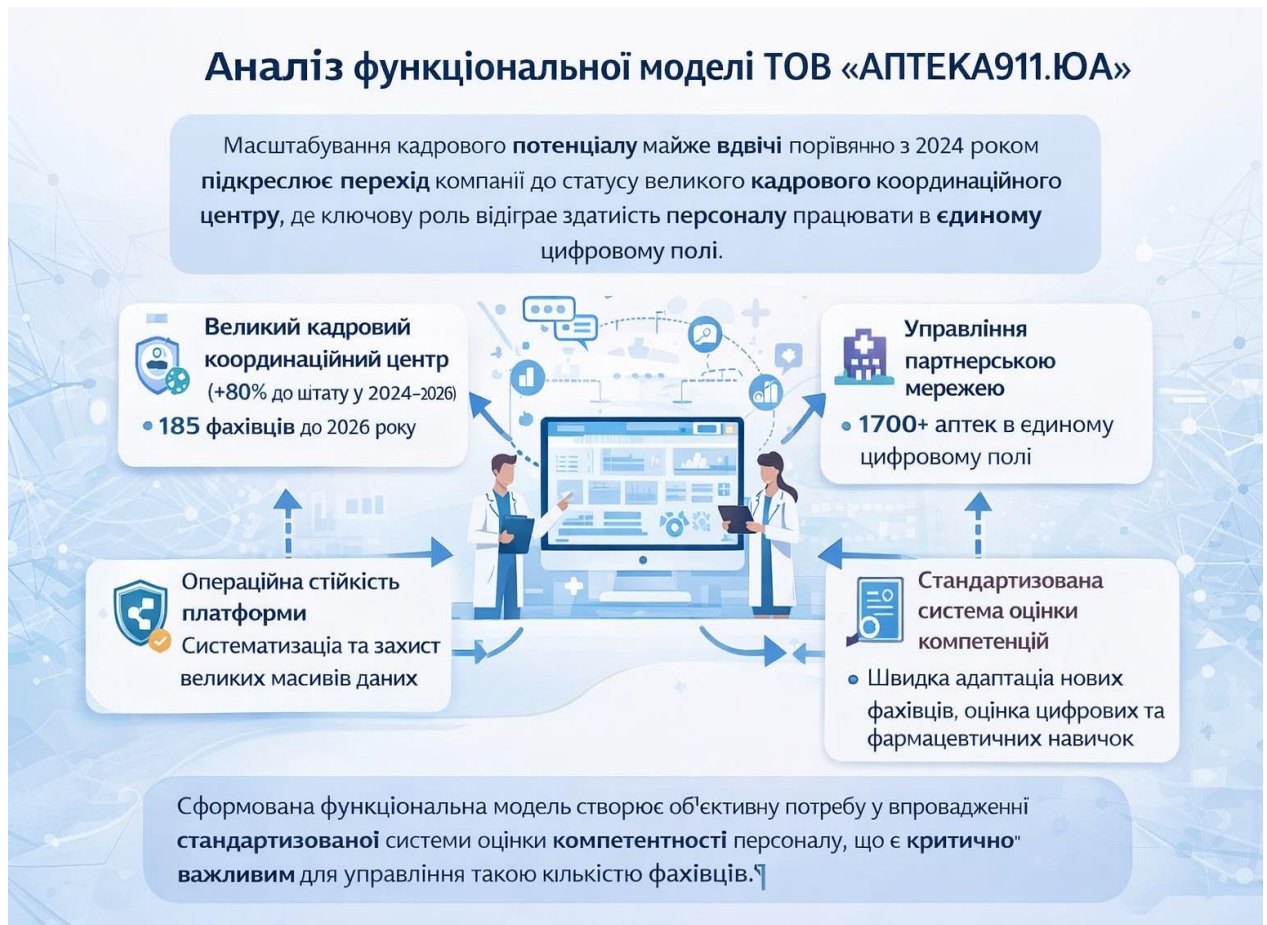 Аналіз функціональної моделі ТОВ «АПТЕКА911.ЮА»
Масштабування кадрового потенціалу майже вдвічі порівянно з 2024 роком
підкреслює перехід компанії до статусу великого кадрового координаційного
центру, де ключову роль відіграе здатиість персоналу працювати в єдиному
цифровому полі.
Великий кадровий
координаційний центр
(+80% до штату у 2024–2026)
• 185 фахівців до 2026 року
Управління
партнерською
мережею
• 1700+ аптек в єдиному
цифровому полі
Операційна стійкість
платформи
Систематизація та захист
великих масивів даних
Стандартизована
система оцінки
компетенцій
• Швидка адаптація нових
фахівців, оцінка цифрових та
фармацевтичних навичок
Сформована функціональна модель створює об'єктивну потребу у впровадженнї
стандартизованої системи оцінки компетентності персоналу, що є критично"
важливим для управління такою кількістю фахівців.¶